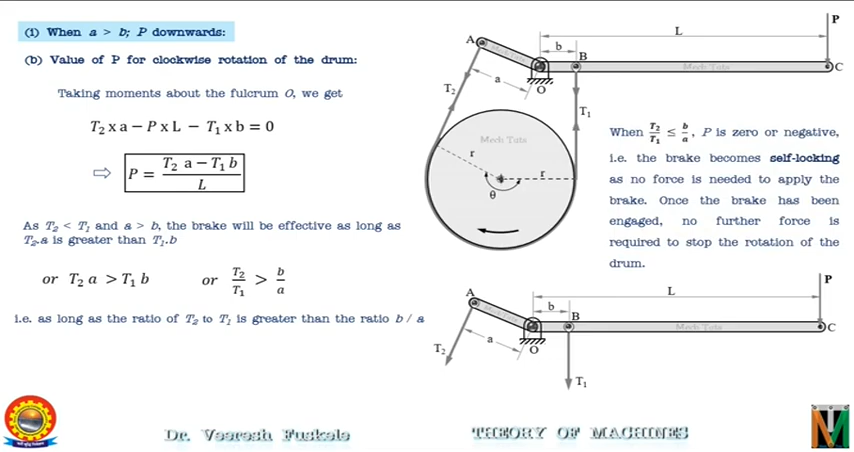 (1) When a > b; P downwards:
(b) Value of P for clockwise rotation of the drum:
Taking moments about the fulcrum O, we get
T₂ x a − P x L − T₁ x b = 0
⇨ P = (T₂ a − T₁ b) / L
As T₂ < T₁ and a > b, the brake will be effective as long as
T₂.a is greater than T₁.b
or T₂ a > T₁ b or T₂/T₁ > b/a
i.e. as long as the ratio of T₂ to T₁ is greater than the ratio b / a
P
L
A
b
B
Mech Tuts
C
a
O
T₂
T₁
Mech Tuts
r
r
θ
When T₂/T₁ ≤ b/a, P is zero or negative,
i.e. the brake becomes self-locking
as no force is needed to apply the
brake. Once the brake has been
engaged, no further force is
required to stop the rotation of the
drum.
P
L
A
b
B
Mech Tuts
C
a
O
T₂
T₁
Dr. Veeresh Fuskele
THEORY OF MACHINES